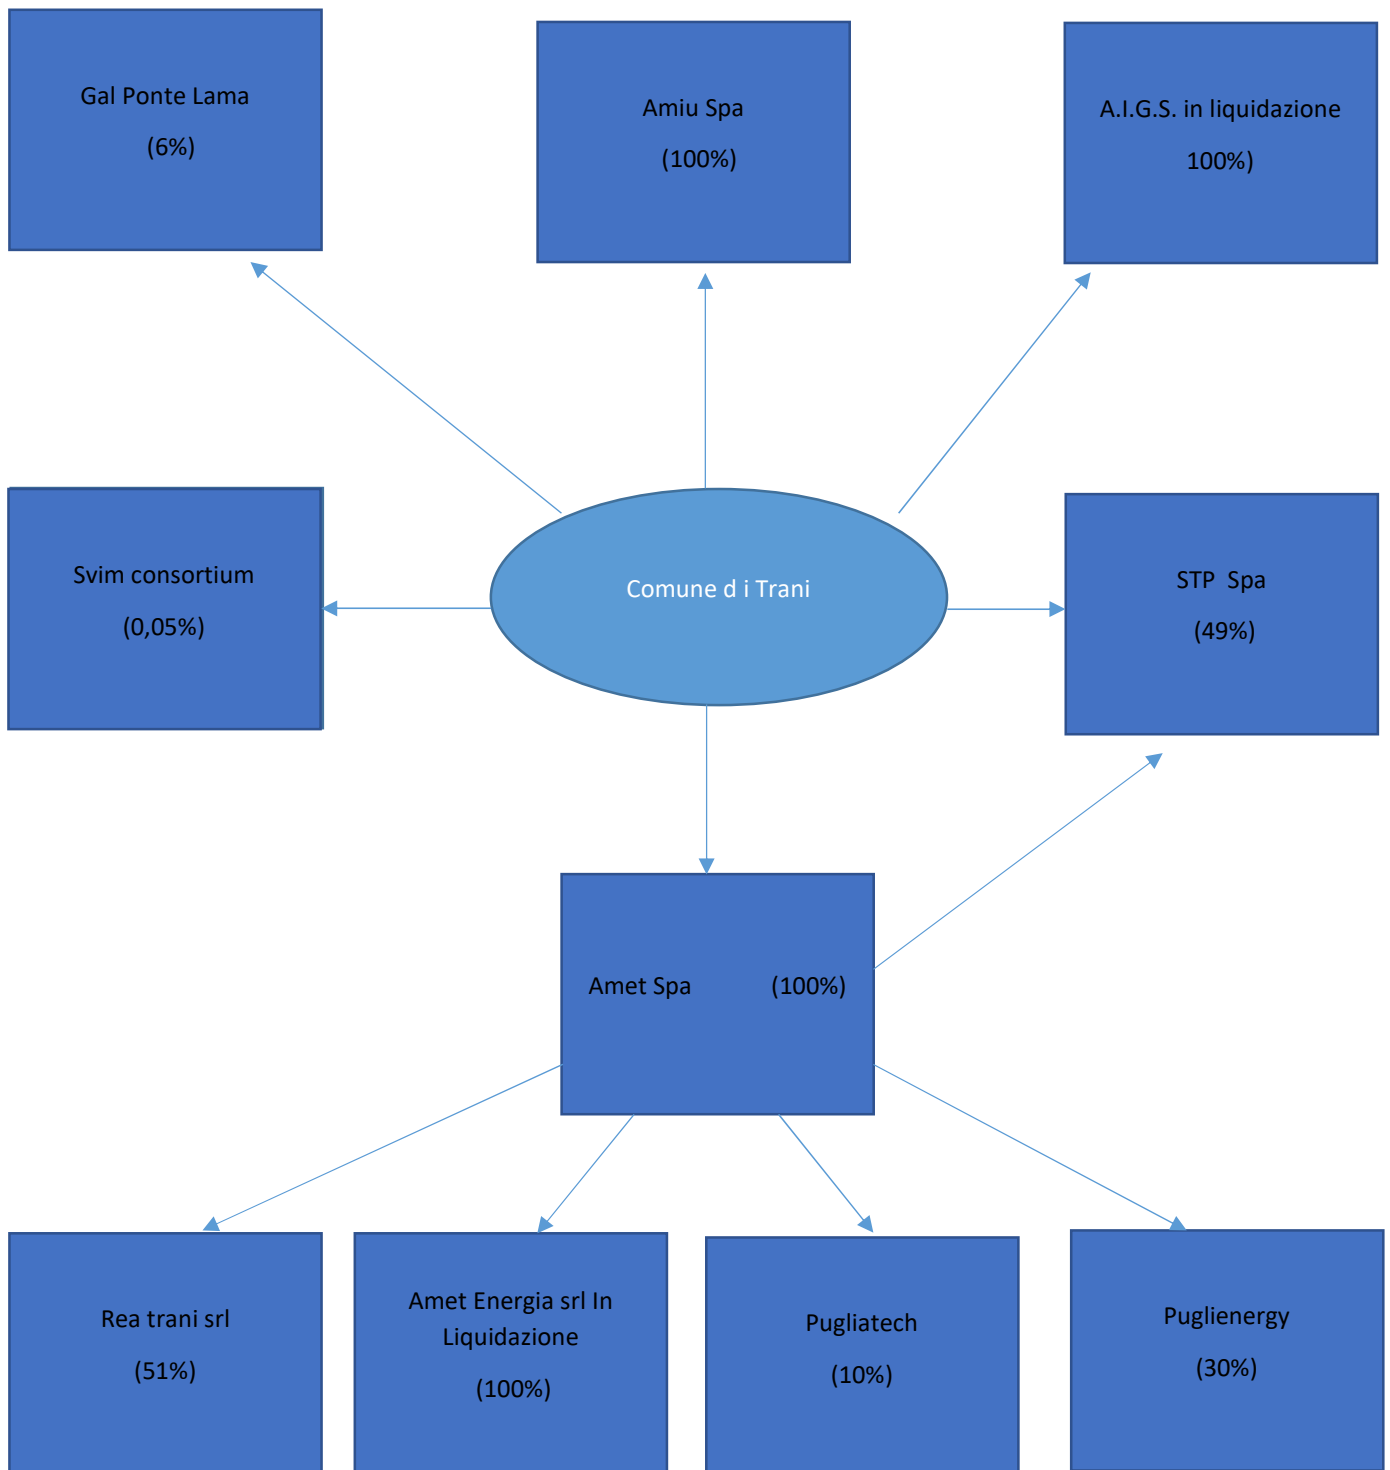 Gal Ponte Lama
(6%)
Amiu Spa
(100%)
A.I.G.S. in liquidazione
100%)
Svim consortium
(0,05%)
Comune d i Trani
STP  Spa
(49%)
Amet Spa (100%)
Rea trani srl
(51%)
Amet Energia srl In
Liquidazione
(100%)
Pugliatech
(10%)
Puglienergy
(30%)